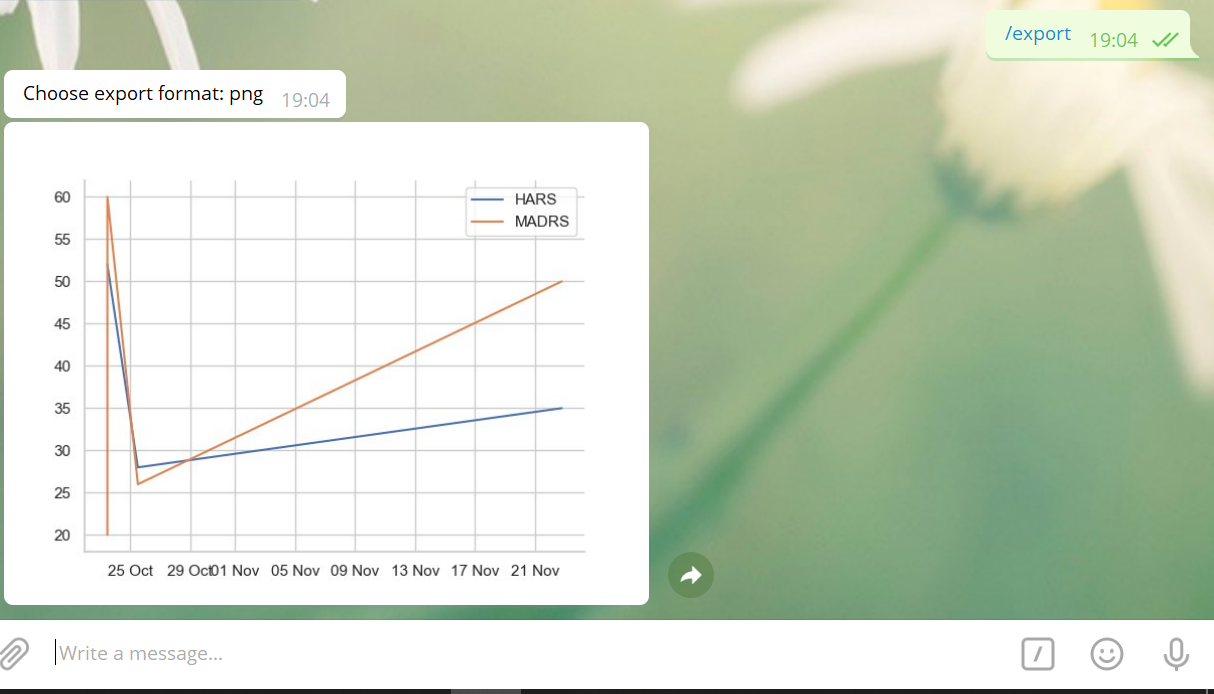 /export 19:04
Choose export format: png 19:04
HARS
MADRS
60
55
50
45
40
35
30
25
20
25 Oct 29 Oct 01 Nov 05 Nov 09 Nov 13 Nov 17 Nov 21 Nov
Write a message...